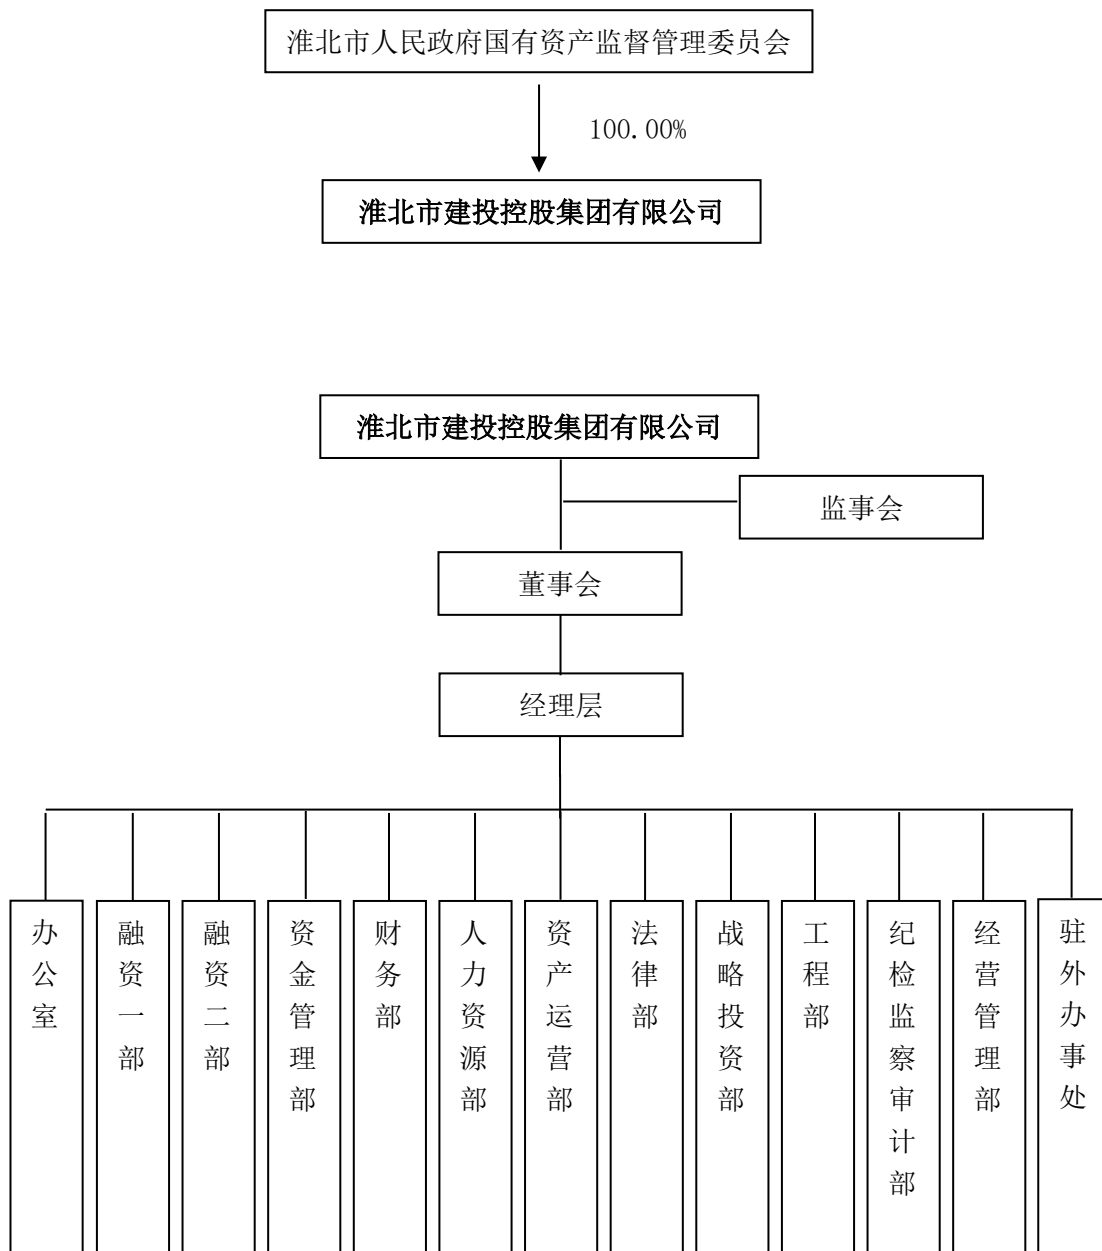 淮北市人民政府国有资产监督管理委员会
100.00%
淮北市建投控股集团有限公司
淮北市建投控股集团有限公司
监事会
董事会
经理层
办公室
融资一部
融资二部
资金管理部
财务部
人力资源部
资产运营部
法律部
战略投资部
工程部
纪检监察审计部
经营管理部
驻外办事处